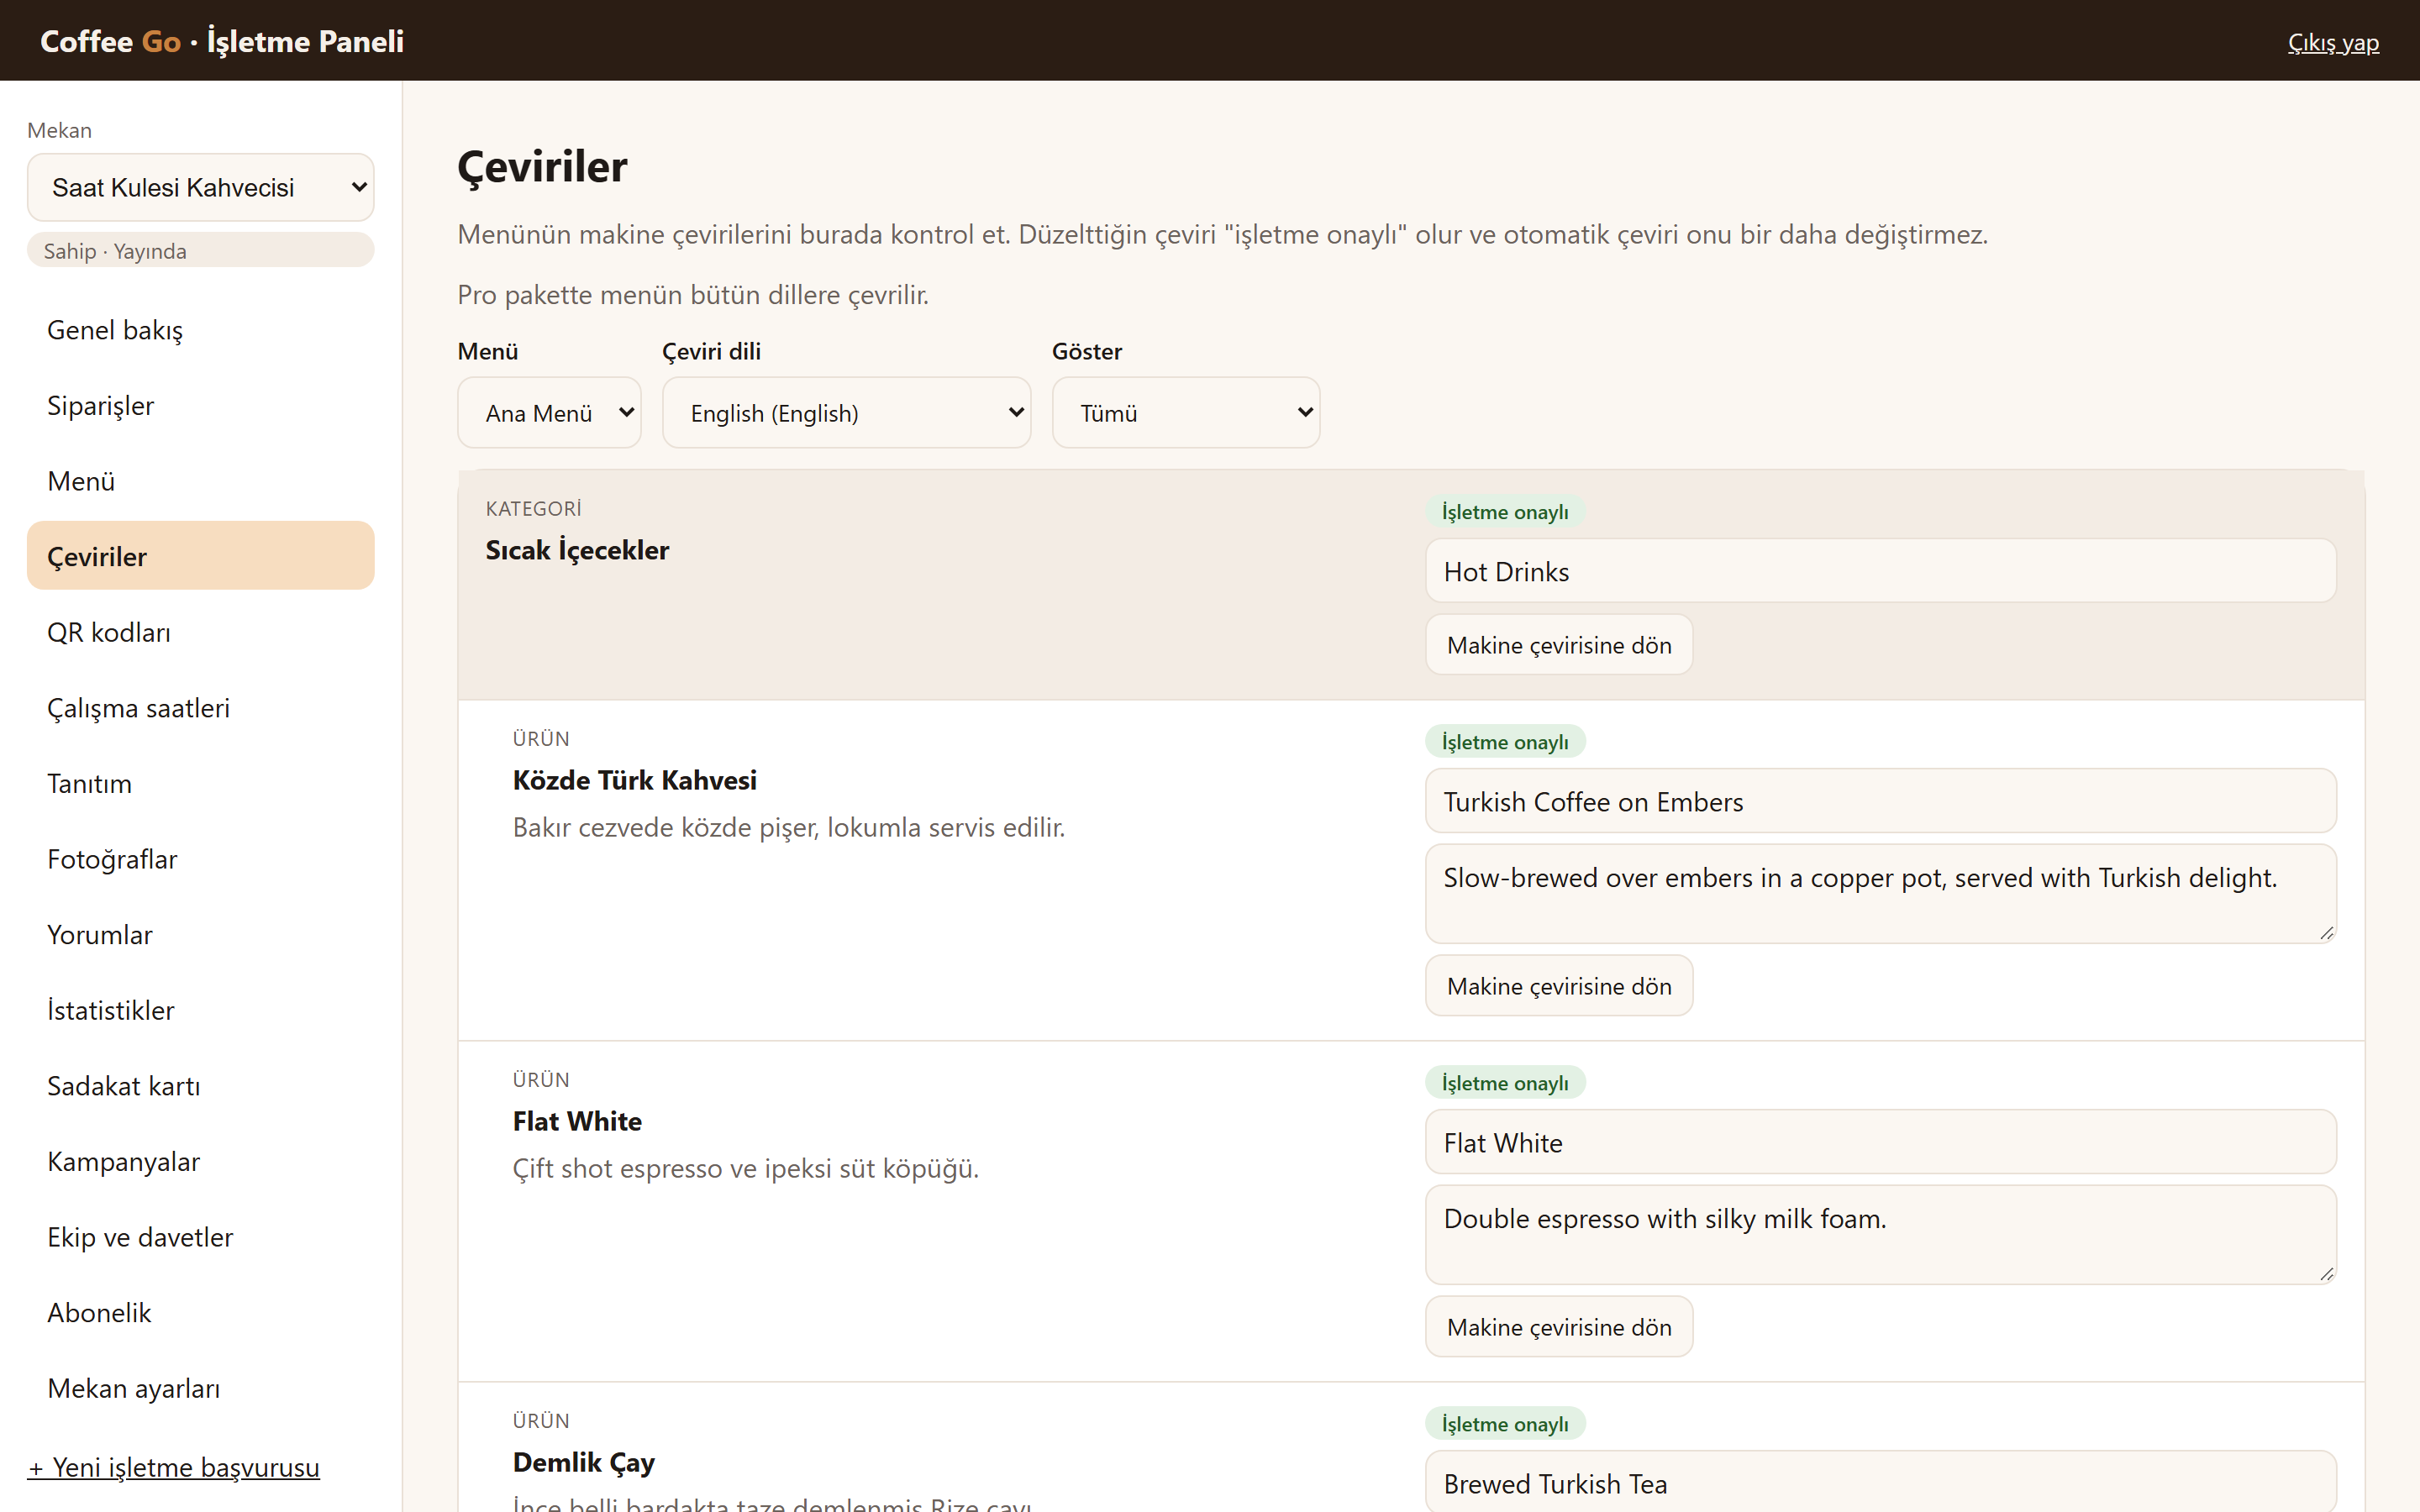 Coffee Go · İşletme Paneli
Çıkış yap
Mekan
Saat Kulesi Kahvecisi
Sahip · Yayında
Genel bakış
Siparişler
Menü
Çeviriler
QR kodları
Çalışma saatleri
Tanıtım
Fotoğraflar
Yorumlar
İstatistikler
Sadakat kartı
Kampanyalar
Ekip ve davetler
Abonelik
Mekan ayarları
+ Yeni işletme başvurusu
Çeviriler
Menünün makine çevirilerini burada kontrol et. Düzelttiğin çeviri "işletme onaylı" olur ve otomatik çeviri onu bir daha değiştirmez.
Pro pakette menün bütün dillere çevrilir.
Menü
Çeviri dili
Göster
Ana Menü
English (English)
Tümü
KATEGORİ
Sıcak İçecekler
İşletme onaylı
Hot Drinks
Makine çevirisine dön
ÜRÜN
Közde Türk Kahvesi
Bakır cezvede közde pişer, lokumla servis edilir.
İşletme onaylı
Turkish Coffee on Embers
Slow-brewed over embers in a copper pot, served with Turkish delight.
Makine çevirisine dön
ÜRÜN
Flat White
Çift shot espresso ve ipeksi süt köpüğü.
İşletme onaylı
Flat White
Double espresso with silky milk foam.
Makine çevirisine dön
ÜRÜN
Demlik Çay
İnce belli bardakta taze demlenmiş Rize çayı.
İşletme onaylı
Brewed Turkish Tea